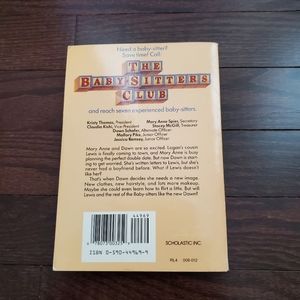 Need a baby-sitter?
Save time! Call:
THE
BABY-SITTERS
CLUB
and reach seven experienced baby-sitters.
Kristy Thomas, President
Mary Anne Spier, Secretary
Claudia Kishi, Vice-President
Stacey McGill, Treasurer
Dawn Schafer, Alternate Officer
Mallory Pike, Junior Officer
Jessica Ramsey, Junior Officer
Mary Anne and Dawn are so excited. Logan's cousin
Lewis is finally coming to town, and Mary Anne is busy
planning the perfect double date. But now Dawn is start-
ing to worry. She's written letters to Lewis, but she's never
had a boyfriend before. What if Lewis doesn't like her?
That's when Dawn decides she needs a new image.
New clothes, new hairstyle, and lots more makeup.
Maybe she could even learn how to flirt a little. But will
Lewis and the rest of the Baby-sitters like the new Dawn?
44969
ISBN 0-590-44969-9
SCHOLASTIC INC.
RL4
008-012